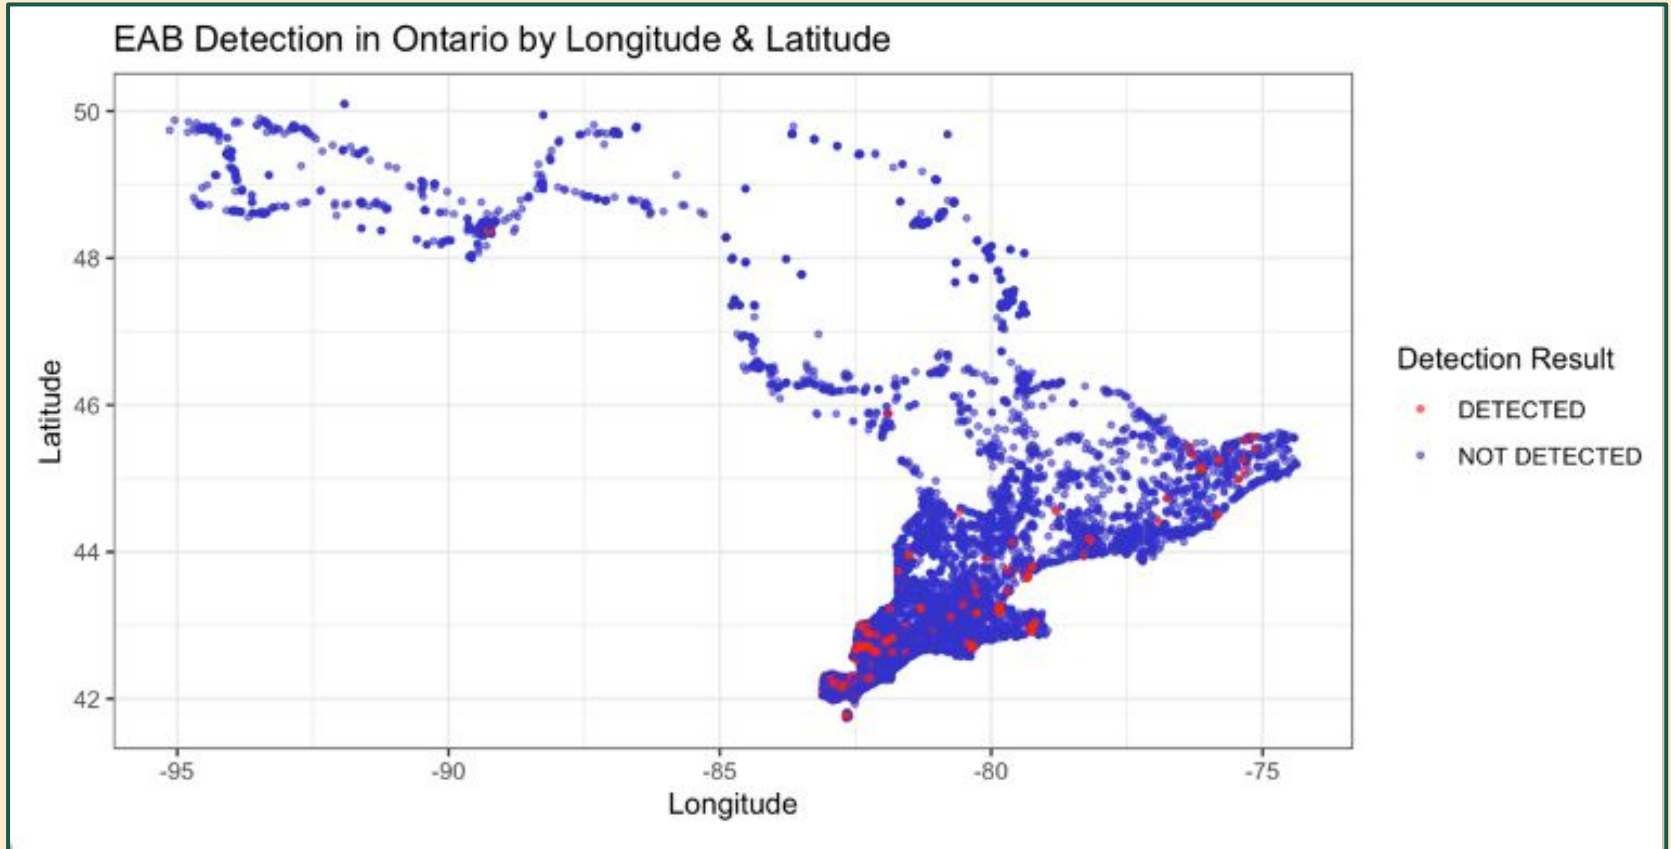 EAB Detection in Ontario by Longitude & Latitude
50
48
46
44
42
Latitude
-95
-90
-85
-80
-75
Longitude
Detection Result
DETECTED
NOT DETECTED